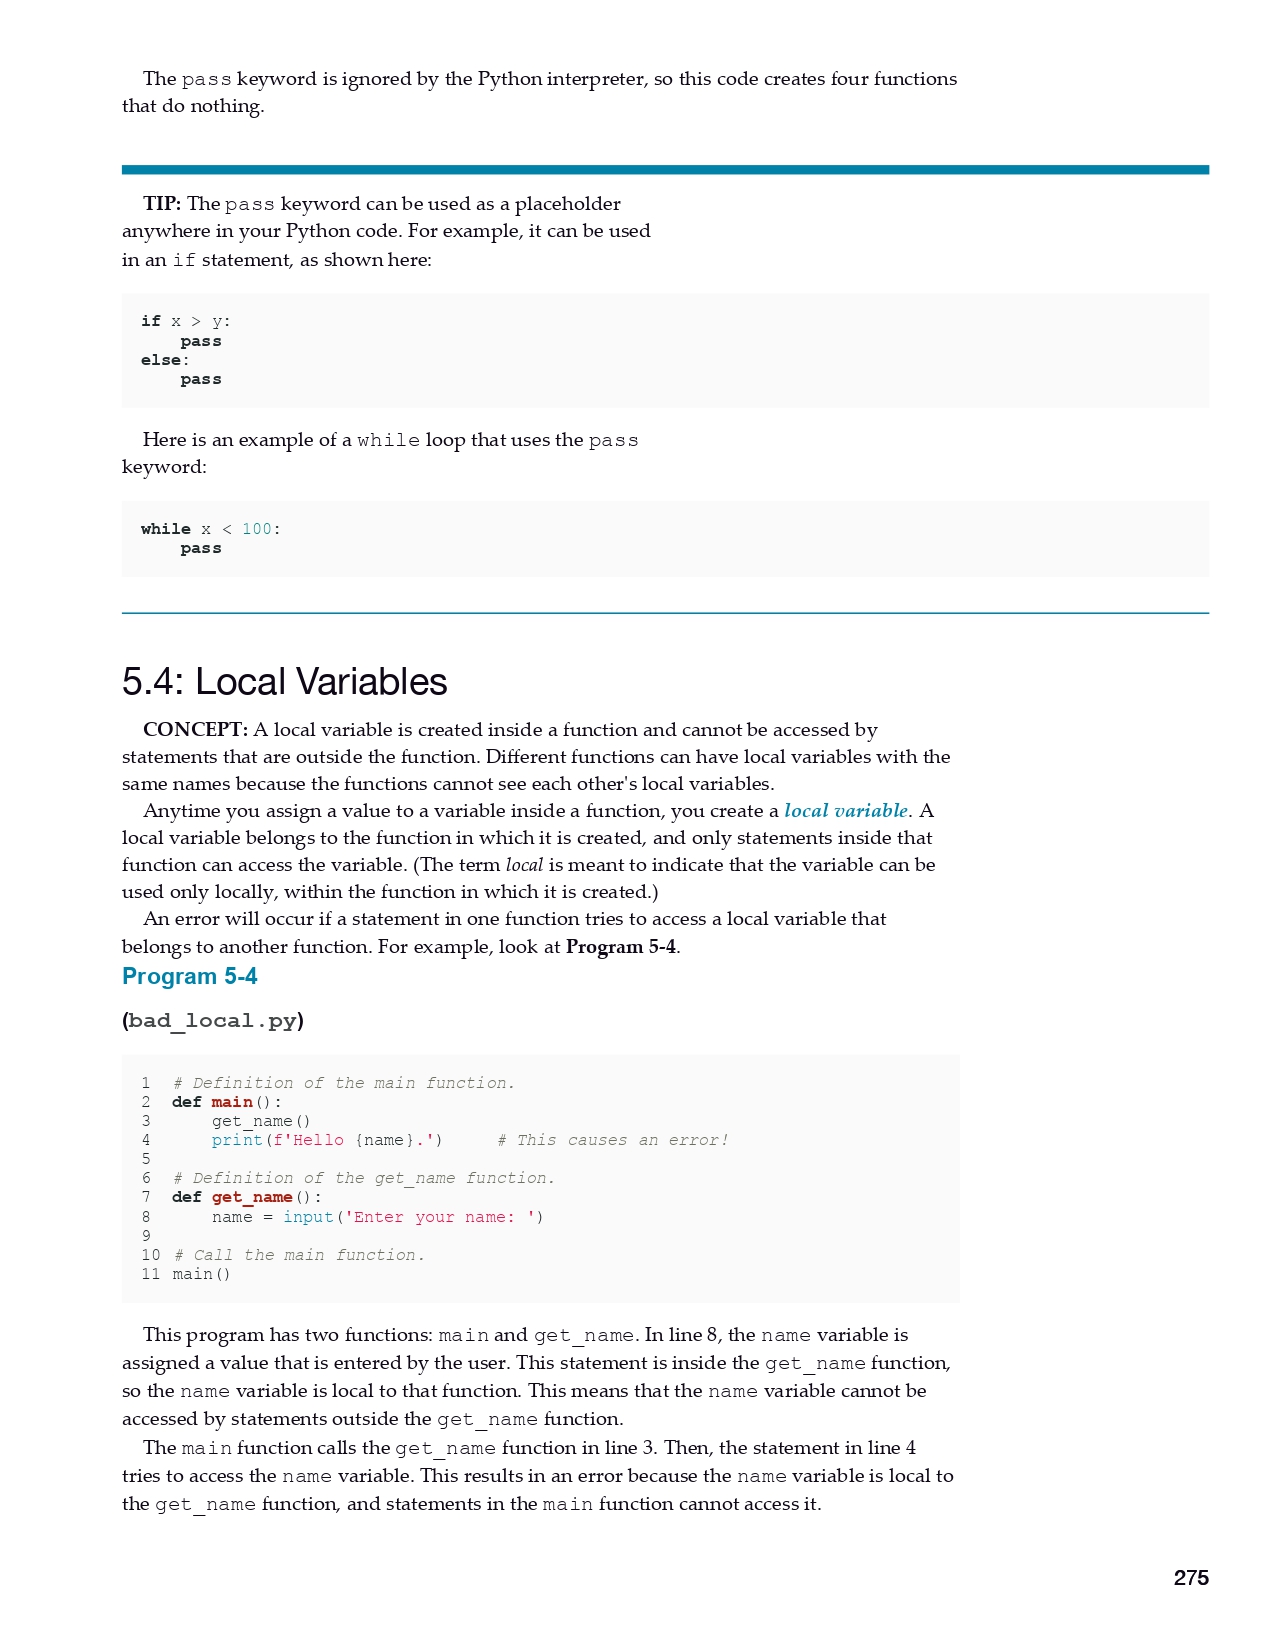 The pass keyword is ignored by the Python interpreter, so this code creates four functions
that do nothing.
TIP: The pass keyword can be used as a placeholder
anywhere in your Python code. For example, it can be used
in an if statement, as shown here:
if x > y:
    pass
else:
    pass
Here is an example of a while loop that uses the pass
keyword:
while x < 100:
    pass
5.4: Local Variables
CONCEPT: A local variable is created inside a function and cannot be accessed by
statements that are outside the function. Different functions can have local variables with the
same names because the functions cannot see each other's local variables.
Anytime you assign a value to a variable inside a function, you create a local variable. A
local variable belongs to the function in which it is created, and only statements inside that
function can access the variable. (The term local is meant to indicate that the variable can be
used only locally, within the function in which it is created.)
An error will occur if a statement in one function tries to access a local variable that
belongs to another function. For example, look at Program 5-4.
Program 5-4
(bad_local.py)
1  # Definition of the main function.
2  def main():
3      get_name()
4      print(f'Hello {name}.')     # This causes an error!
5
6  # Definition of the get_name function.
7  def get_name():
8      name = input('Enter your name: ')
9
10 # Call the main function.
11 main()
This program has two functions: main and get_name. In line 8, the name variable is
assigned a value that is entered by the user. This statement is inside the get_name function,
so the name variable is local to that function. This means that the name variable cannot be
accessed by statements outside the get_name function.
The main function calls the get_name function in line 3. Then, the statement in line 4
tries to access the name variable. This results in an error because the name variable is local to
the get_name function, and statements in the main function cannot access it.
275